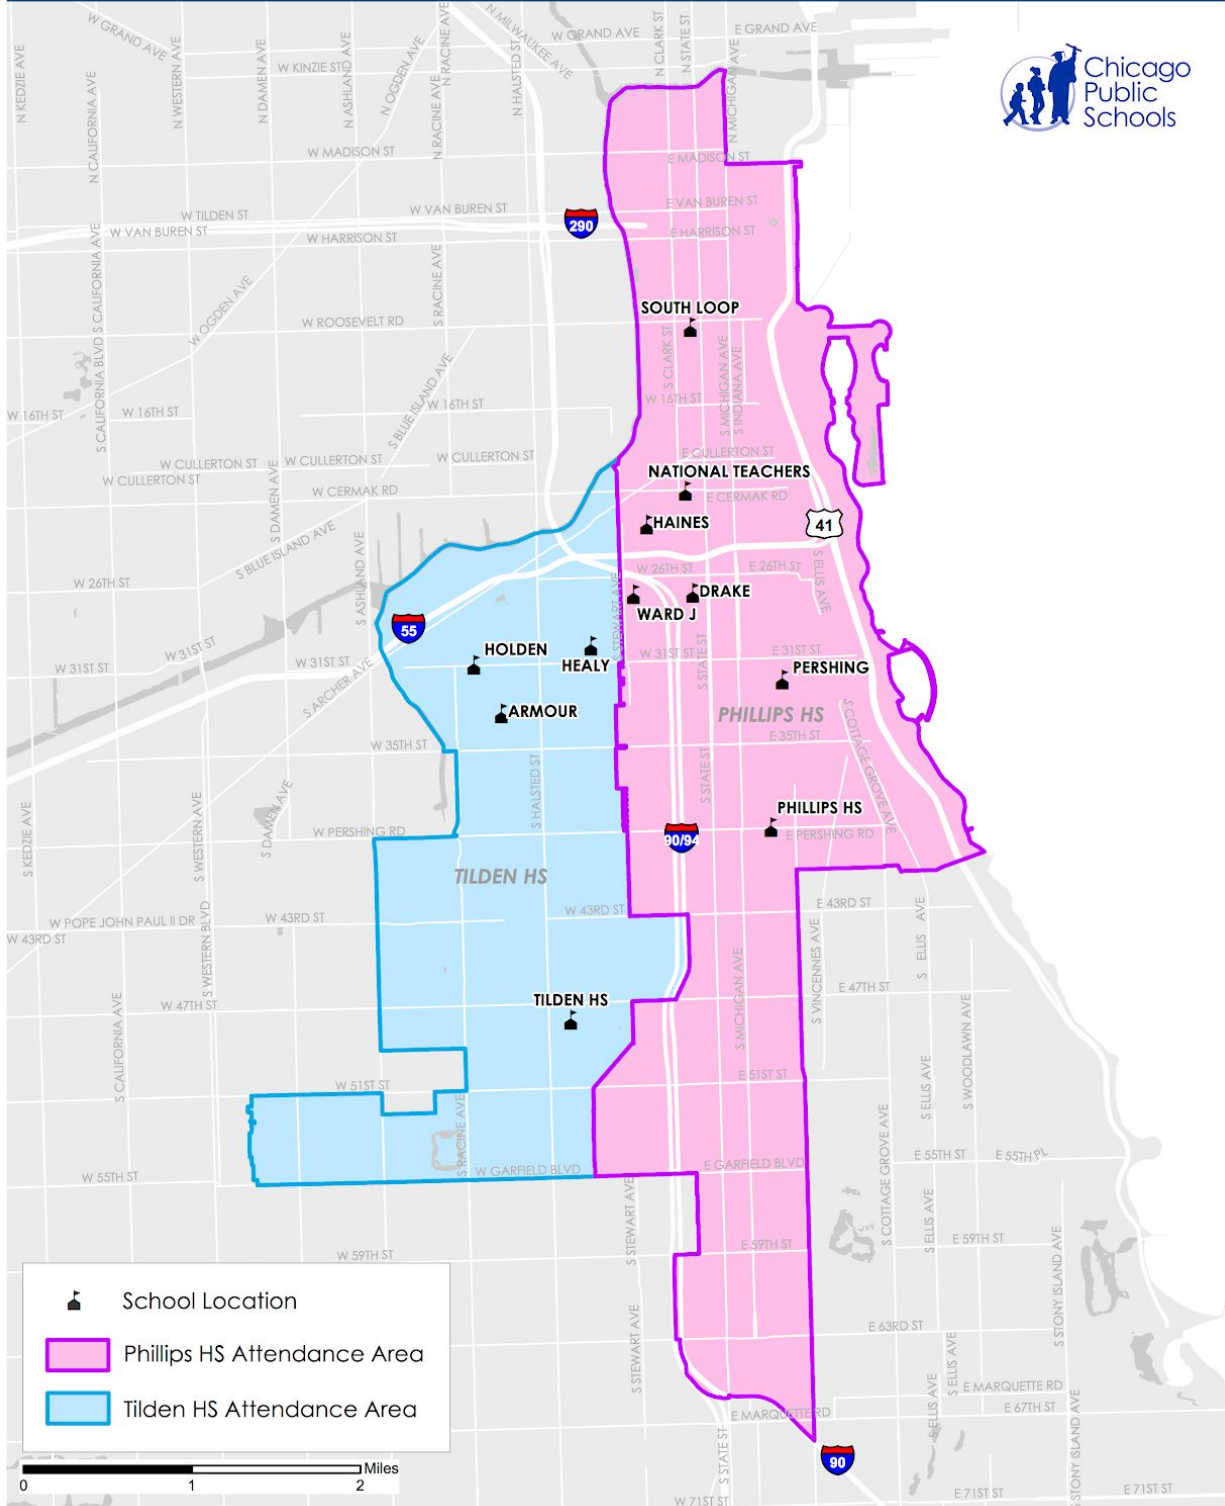 W GRAND AVE
N MILWAUKEE AVE
W GRAND AVE
N CLARK ST
N STATE ST
E GRAND AVE
N KEDZIE AVE
N CALIFORNIA AVE
N WESTERN AVE
N DAMEN AVE
W KINZIE ST
N ASHLAND AVE
N OGDEN AVE
N RACINE AVE
N RACINE AVE
N HALSTED ST
N MICHIGAN AVE
Chicago
Public
Schools
W MADISON ST
E MADISON ST
W TILDEN ST
W VAN BUREN ST
E VAN BUREN ST
W VAN BUREN ST
W HARRISON ST
290
E HARRISON ST
S CALIFORNIA AVE
S CALIFORNIA BLVD
S CALIFORNIA AVE
W OGDEN AVE
S RACINE AVE
SOUTH LOOP
W ROOSEVELT RD
S BLUE ISLAND AVE
S CLARK ST
S MICHIGAN AVE
S INDIANA AVE
W 16TH ST
W 16TH ST
W 16TH ST
W 16TH ST
W CULLERTON ST
W CULLERTON ST
W CULLERTON ST
E CULLERTON ST
W CULLERTON ST
NATIONAL TEACHERS
W CERMAK RD
E CERMAK RD
S DAMEN AVE
S BLUE ISLAND AVE
HAINES
41
S ASHLAND AVE
W 26TH ST
W 26TH ST
E 26TH ST
S ELLIS AVE
S STEWART AVE
DRAKE
WARD J
55
W 31ST ST
W 31ST ST
W 31ST ST
S ARCHER AVE
HOLDEN
HEALY
W 31ST ST
S STATE ST
E 31ST ST
PERSHING
ARMOUR
PHILLIPS HS
S COTTAGE GROVE AVE
W 35TH ST
E 35TH ST
S HALSTED ST
S STATE ST
S KEDZIE AVE
S WESTERN AVE
S DAMEN AVE
W PERSHING RD
PHILLIPS HS
90/94
E PERSHING RD
TILDEN HS
W POPE JOHN PAUL II DR
W 43RD ST
W 43RD ST
W 43RD ST
E 43RD ST
S WESTERN BLVD
S VINCENNES AVE
S ELLIS AVE
S CALIFORNIA AVE
W 47TH ST
TILDEN HS
S MICHIGAN AVE
E 47TH ST
S WOODLAWN AVE
W 51ST ST
E 51ST ST
S ELLIS AVE
S RACINE AVE
S COTTAGE GROVE AVE
W 55TH ST
W GARFIELD BLVD
E GARFIELD BLVD
E 55TH ST
E 55TH PL
S STEWART AVE
S ELLIS AVE
W 59TH ST
E 59TH ST
E 59TH ST
S STONY ISLAND AVE
School Location
Phillips HS Attendance Area
Tilden HS Attendance Area
S STEWART AVE
E 63RD ST
S ELLIS AVE
E MARQUETTE RD
E MARQUETTE RD
E 67TH ST
S ELLIS AVE
S STATE ST
S STONY ISLAND AVE
90
Miles
0
1
2
W 71ST ST
E 71ST ST
E 71ST ST